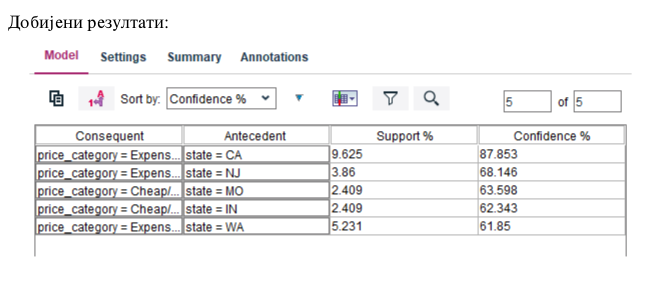 Добијени резултати:
Model Settings Summary Annotations
Sort by: Confidence % 5 of 5
Consequent Antecedent Support % Confidence %
price_category = Expens... state = CA 9.625 87.853
price_category = Expens... state = NJ 3.86 68.146
price_category = Cheap/... state = MO 2.409 63.598
price_category = Cheap/... state = IN 2.409 62.343
price_category = Expens... state = WA 5.231 61.85